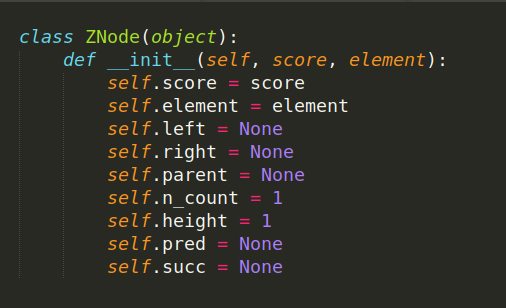 class ZNode(object):
    def __init__(self, score, element):
        self.score = score
        self.element = element
        self.left = None
        self.right = None
        self.parent = None
        self.n_count = 1
        self.height = 1
        self.pred = None
        self.succ = None